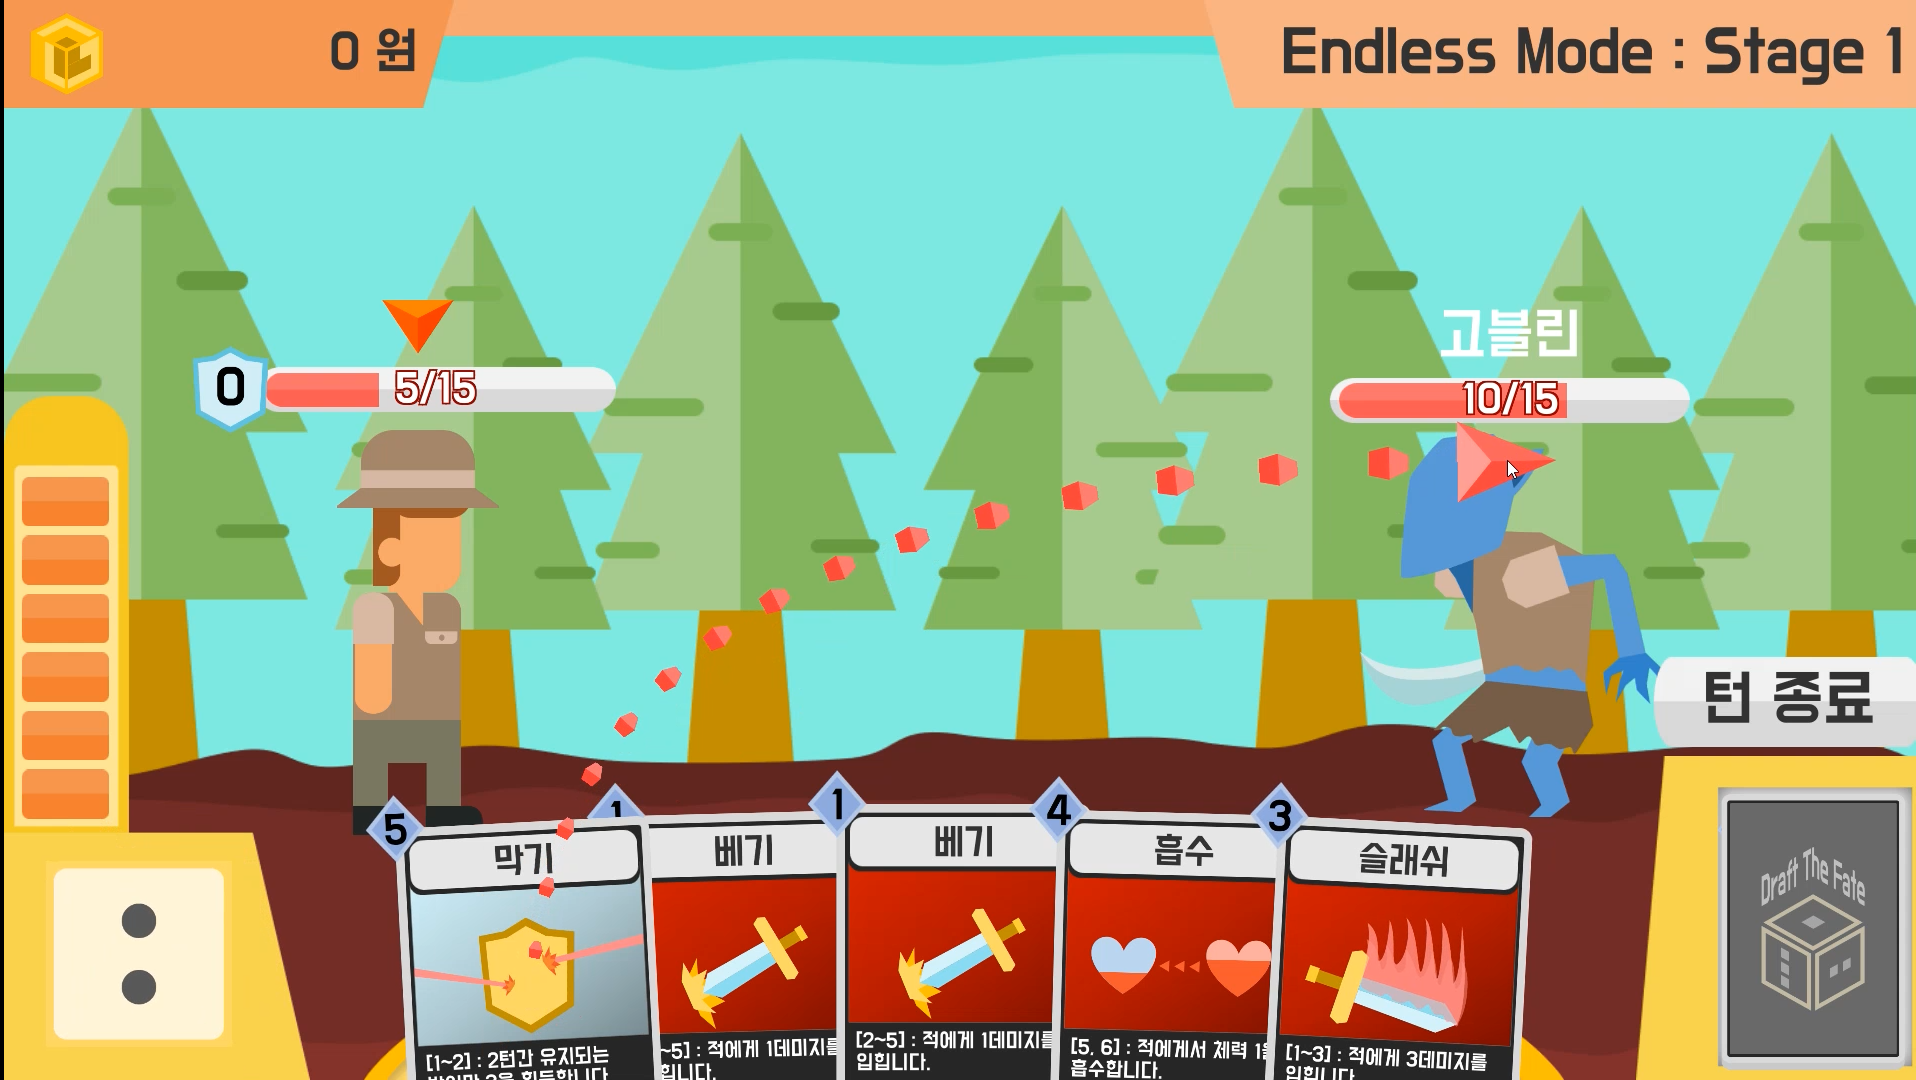 0 원
Endless Mode : Stage 1
고블린
0
5/15
10/15
턴 종료
5
1
1
4
3
막기
베기
베기
흡수
슬래쉬
[1~2] : 2턴간 유지되는
~5] : 적에게 1데미지를
입힙니다.
[2~5] : 적에게 1데미지를
입힙니다.
[5, 6] : 적에게서 체력 1을
흡수합니다.
[1~3] : 적에게 3데미지를
입힙니다.
Draft The Fate